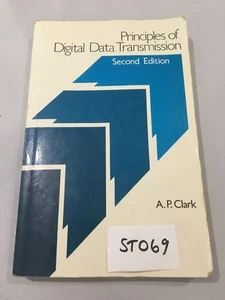 Principles of
Digital Data Transmission
Second Edition
A.P. Clark
ST069